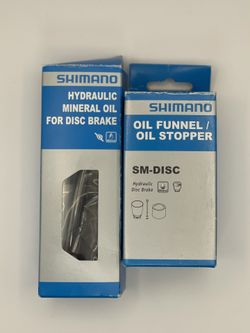 SHIMANO
HYDRAULIC
MINERAL OIL
FOR DISC BRAKE
SHIMANO
OIL FUNNEL /
OIL STOPPER
SM-DISC
Hydraulic
Disc Brake